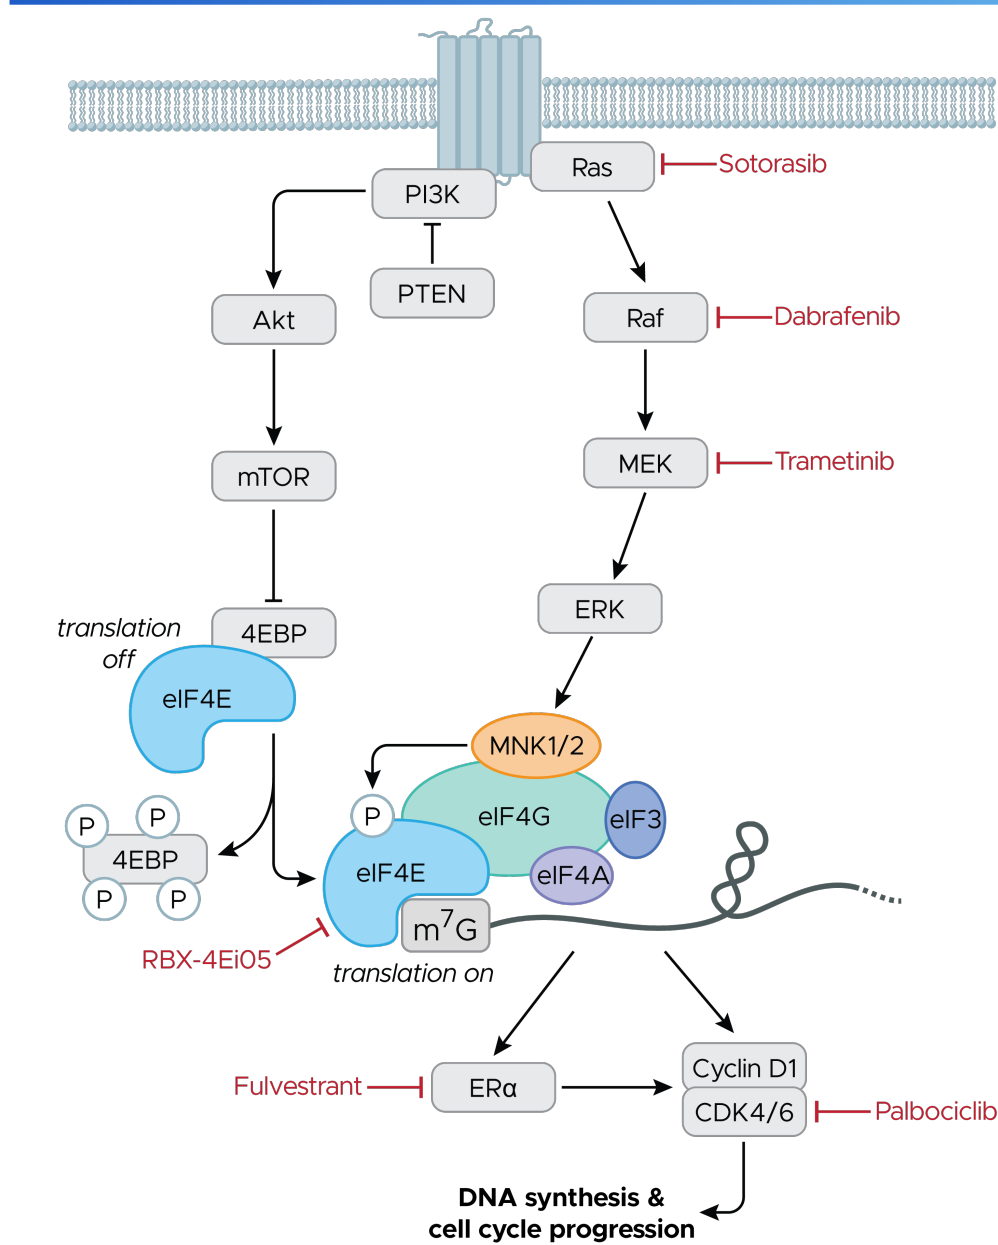 Ras
Sotorasib
PI3K
PTEN
Akt
Raf
Dabrafenib
MEK
Trametinib
mTOR
ERK
translation
off
4EBP
eIF4E
MNK1/2
P
eIF4G
eIF3
P
P
4EBP
P
P
eIF4E
eIF4A
m⁷G
RBX-4Ei05
translation on
Fulvestrant
ERα
Cyclin D1
CDK4/6
Palbociclib
DNA synthesis &
cell cycle progression